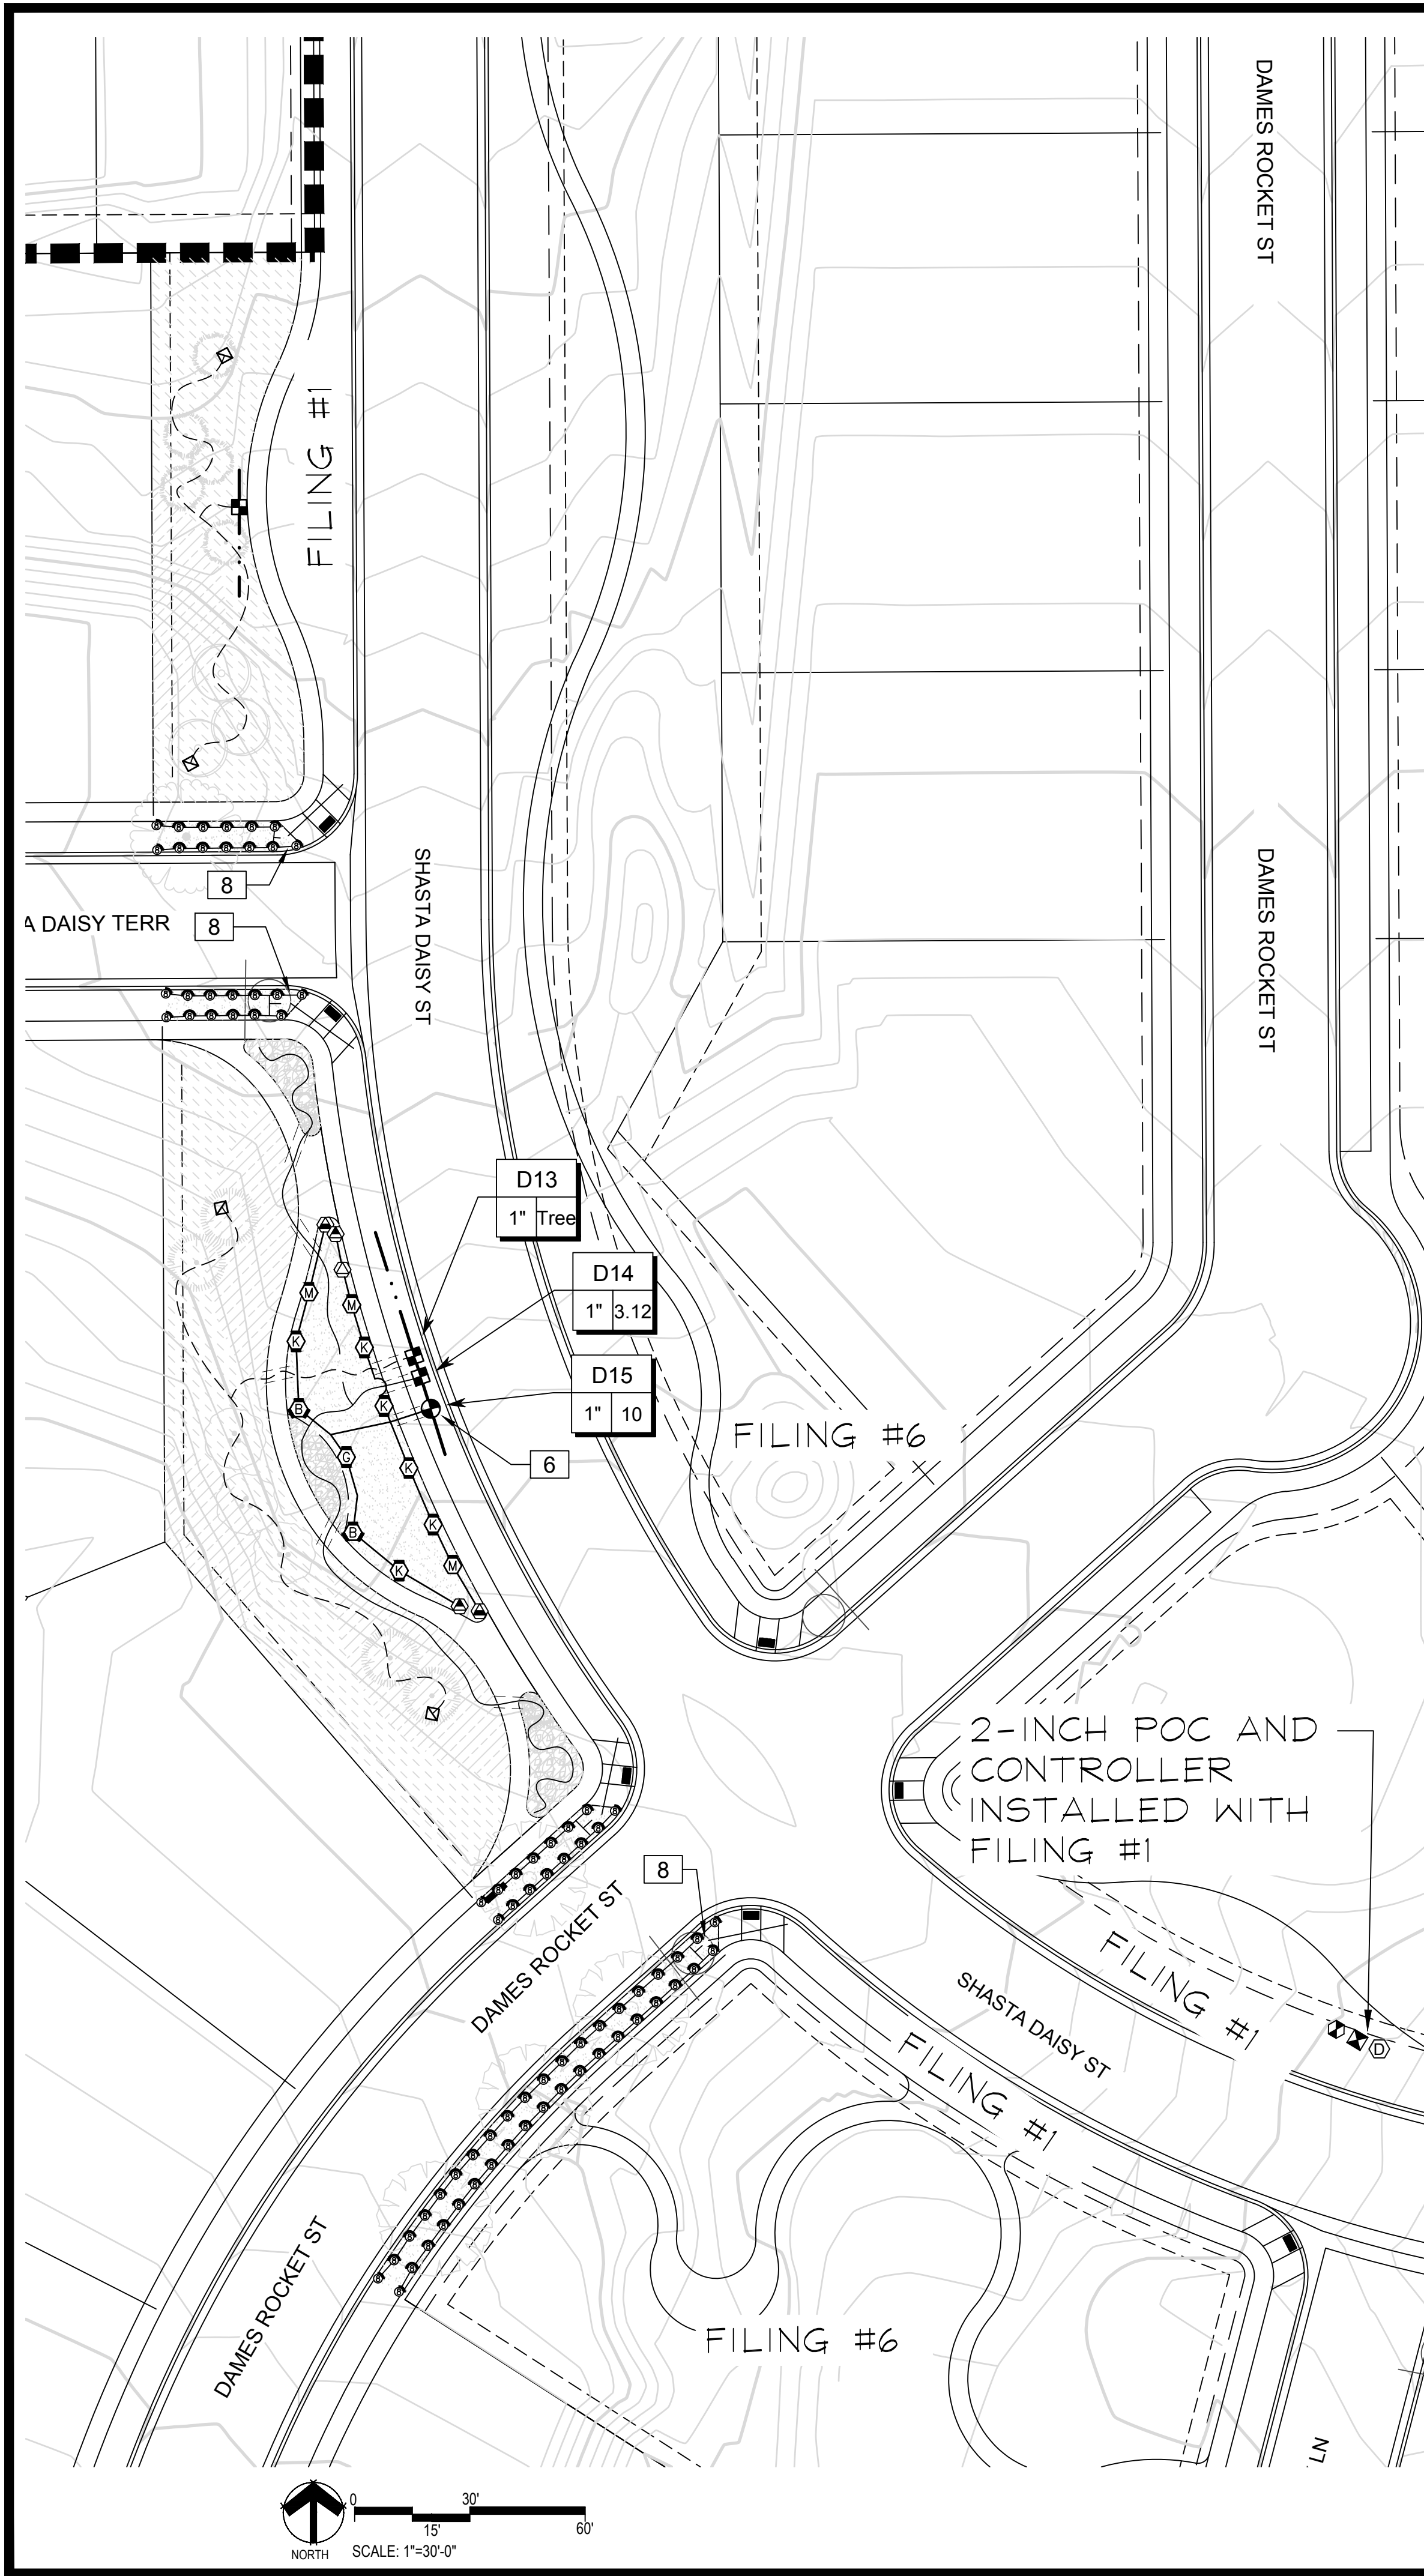 DAMES ROCKET ST
FILING #1
8
A DAISY TERR
8
SHASTA DAISY ST
DAMES ROCKET ST
D13
1" Tree
D14
1" 3.12
D15
1" 10
6
M
M
K
K
B
K
G
K
B
K
K
M
FILING #6
2-INCH POC AND
CONTROLLER
INSTALLED WITH
FILING #1
8
DAMES ROCKET ST
SHASTA DAISY ST
FILING #1
FILING #1
D
DAMES ROCKET ST
FILING #6
LN
0 30'
15' 60'
NORTH SCALE: 1"=30'-0"